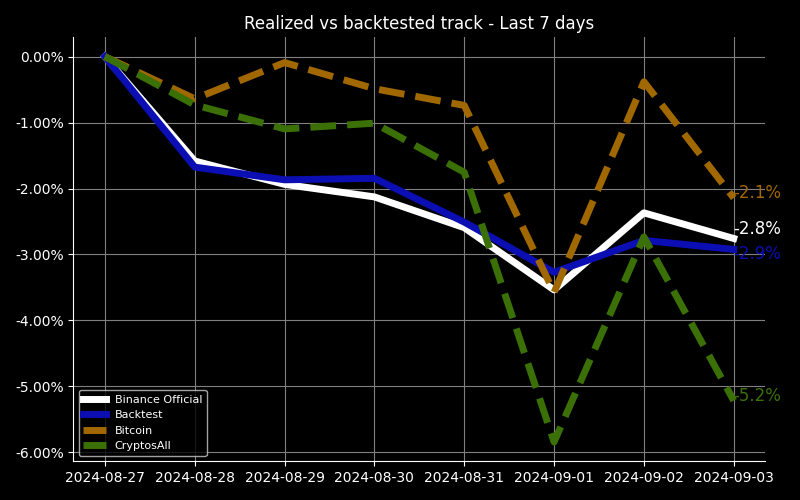 Realized vs backtested track - Last 7 days
0.00%
-1.00%
-2.00%
-3.00%
-4.00%
-5.00%
-6.00%
-2.1%
-2.8%
-2.9%
-5.2%
Binance Official
Backtest
Bitcoin
CryptosAll
2024-08-27 2024-08-28 2024-08-29 2024-08-30 2024-08-31 2024-09-01 2024-09-02 2024-09-03